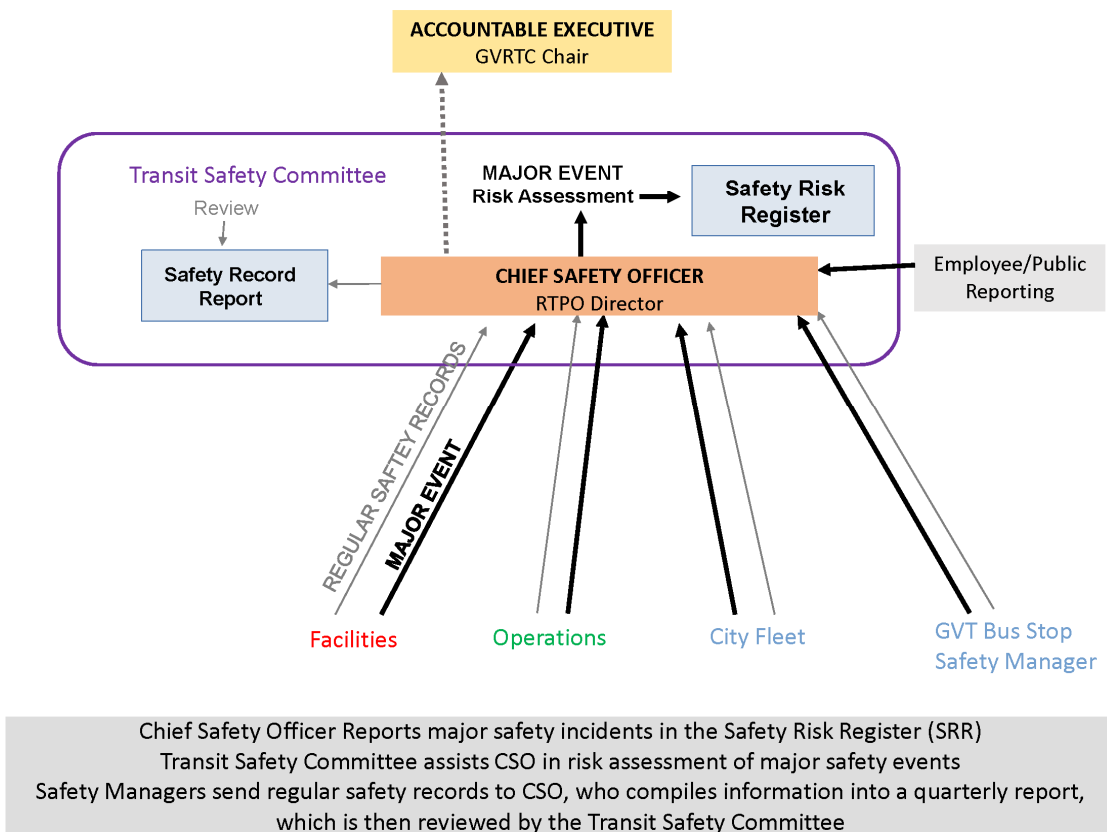 ACCOUNTABLE EXECUTIVE
GVRTC Chair
Transit Safety Committee
Review
MAJOR EVENT
Risk Assessment
Safety Risk
Register
Safety Record
Report
CHIEF SAFETY OFFICER
RTPO Director
Employee/Public
Reporting
REGULAR SAFTEY RECORDS
MAJOR EVENT
Facilities
Operations
City Fleet
GVT Bus Stop
Safety Manager
Chief Safety Officer Reports major safety incidents in the Safety Risk Register (SRR)
Transit Safety Committee assists CSO in risk assessment of major safety events
Safety Managers send regular safety records to CSO, who compiles information into a quarterly report,
which is then reviewed by the Transit Safety Committee